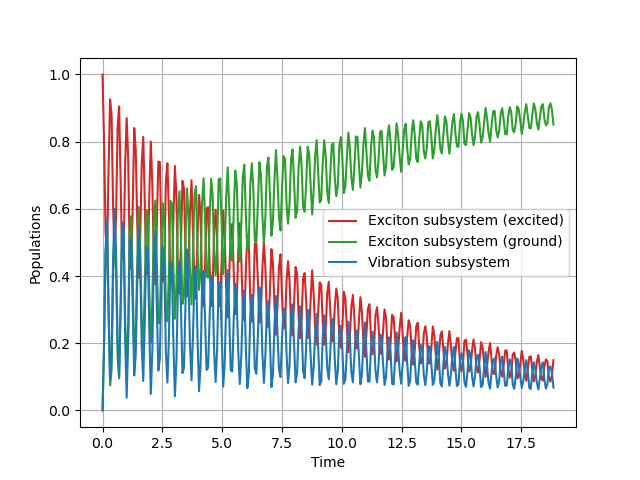 1.0
0.8
0.6
0.4
0.2
0.0
Populations
Exciton subsystem (excited)
Exciton subsystem (ground)
Vibration subsystem
0.0 2.5 5.0 7.5 10.0 12.5 15.0 17.5
Time